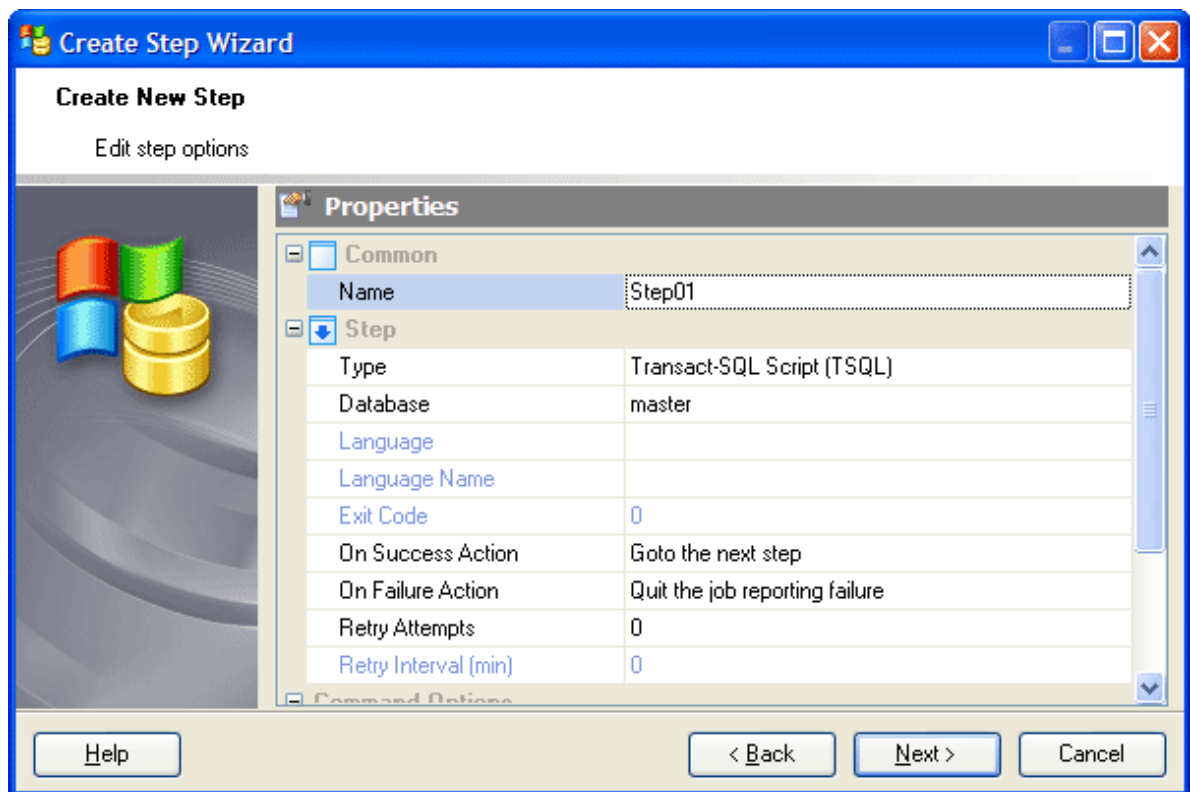 Create Step Wizard
Create New Step
Edit step options
Properties
Common
Name Step01
Step
Type Transact-SQL Script (TSQL)
Database master
Language
Language Name
Exit Code 0
On Success Action Goto the next step
On Failure Action Quit the job reporting failure
Retry Attempts 0
Retry Interval (min) 0
Command Options
Help < Back Next > Cancel